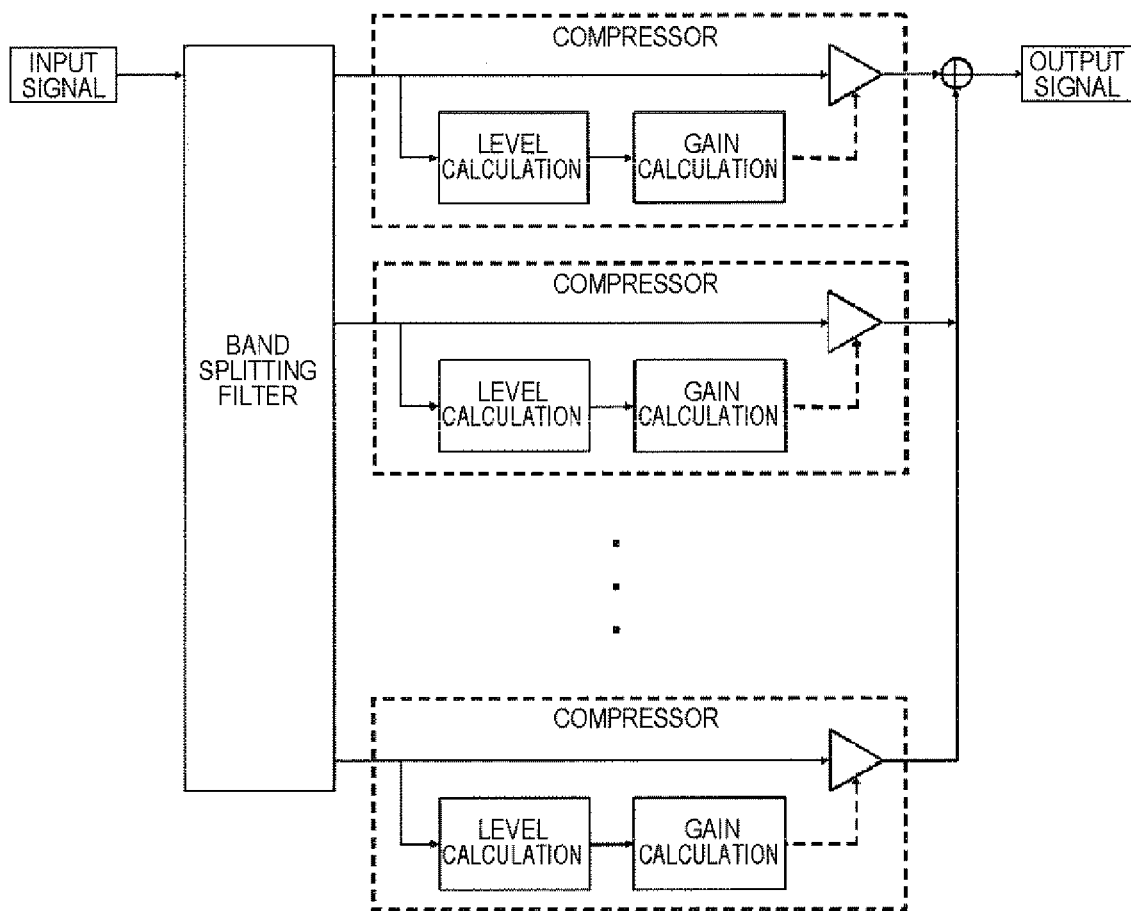 INPUT
SIGNAL
BAND
SPLITTING
FILTER
COMPRESSOR
LEVEL
CALCULATION
GAIN
CALCULATION
OUTPUT
SIGNAL
COMPRESSOR
LEVEL
CALCULATION
GAIN
CALCULATION
COMPRESSOR
LEVEL
CALCULATION
GAIN
CALCULATION